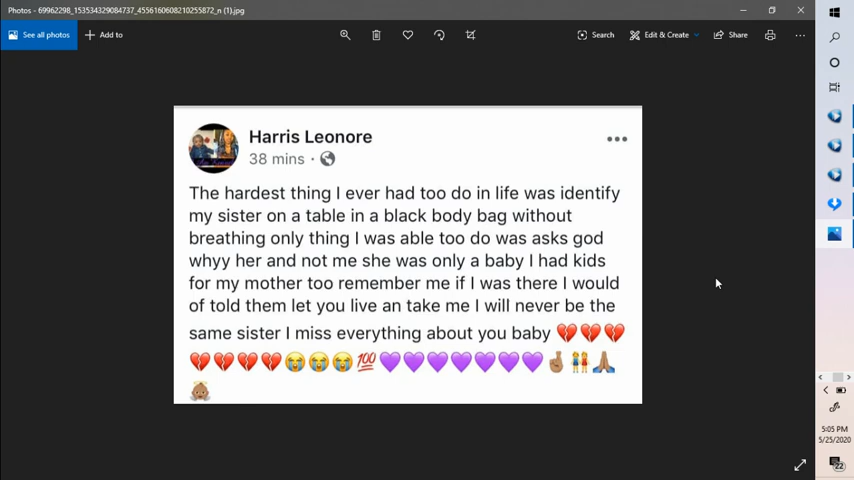 Photos - 69962298_153534329084737_4556160608210255872_n (1).jpg
See all photos
Add to
Search
Edit & Create
Share
Harris Leonore
38 mins ·
The hardest thing I ever had too do in life was identify
my sister on a table in a black body bag without
breathing only thing I was able too do was asks god
whyy her and not me she was only a baby I had kids
for my mother too remember me if I was there I would
of told them let you live an take me I will never be the
same sister I miss everything about you baby 💔💔💔
💔💔💔💔😭😭😭💯💜💜💜💜💜💜💜🤞🏽👭🙏🏽
👼🏽
5:05 PM
5/25/2020
22